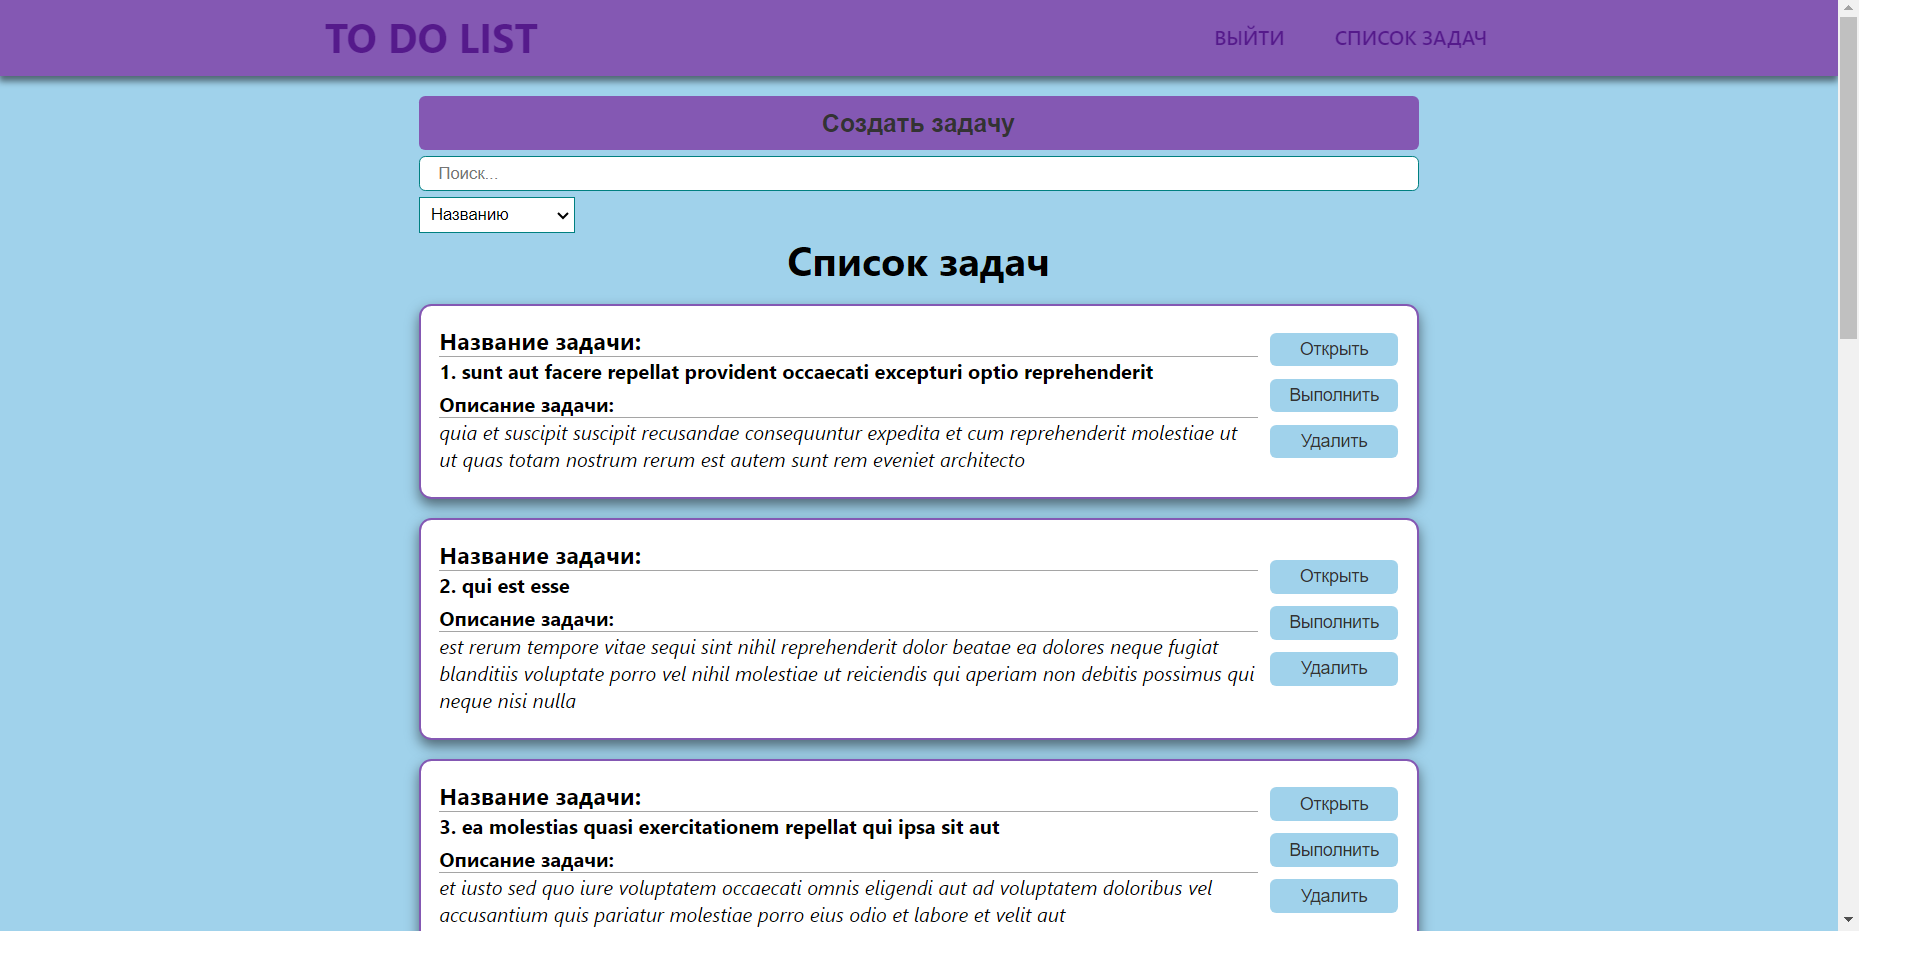 TO DO LIST
ВЫЙТИ
СПИСОК ЗАДАЧ
Создать задачу
Поиск...
Названию
Список задач
Название задачи:
1. sunt aut facere repellat provident occaecati excepturi optio reprehenderit
Описание задачи:
quia et suscipit suscipit recusandae consequuntur expedita et cum reprehenderit molestiae ut
ut quas totam nostrum rerum est autem sunt rem eveniet architecto
Открыть
Выполнить
Удалить
Название задачи:
2. qui est esse
Описание задачи:
est rerum tempore vitae sequi sint nihil reprehenderit dolor beatae ea dolores neque fugiat
blanditiis voluptate porro vel nihil molestiae ut reiciendis qui aperiam non debitis possimus qui
neque nisi nulla
Открыть
Выполнить
Удалить
Название задачи:
3. ea molestias quasi exercitationem repellat qui ipsa sit aut
Описание задачи:
et iusto sed quo iure voluptatem occaecati omnis eligendi aut ad voluptatem doloribus vel
accusantium quis pariatur molestiae porro eius odio et labore et velit aut
Открыть
Выполнить
Удалить